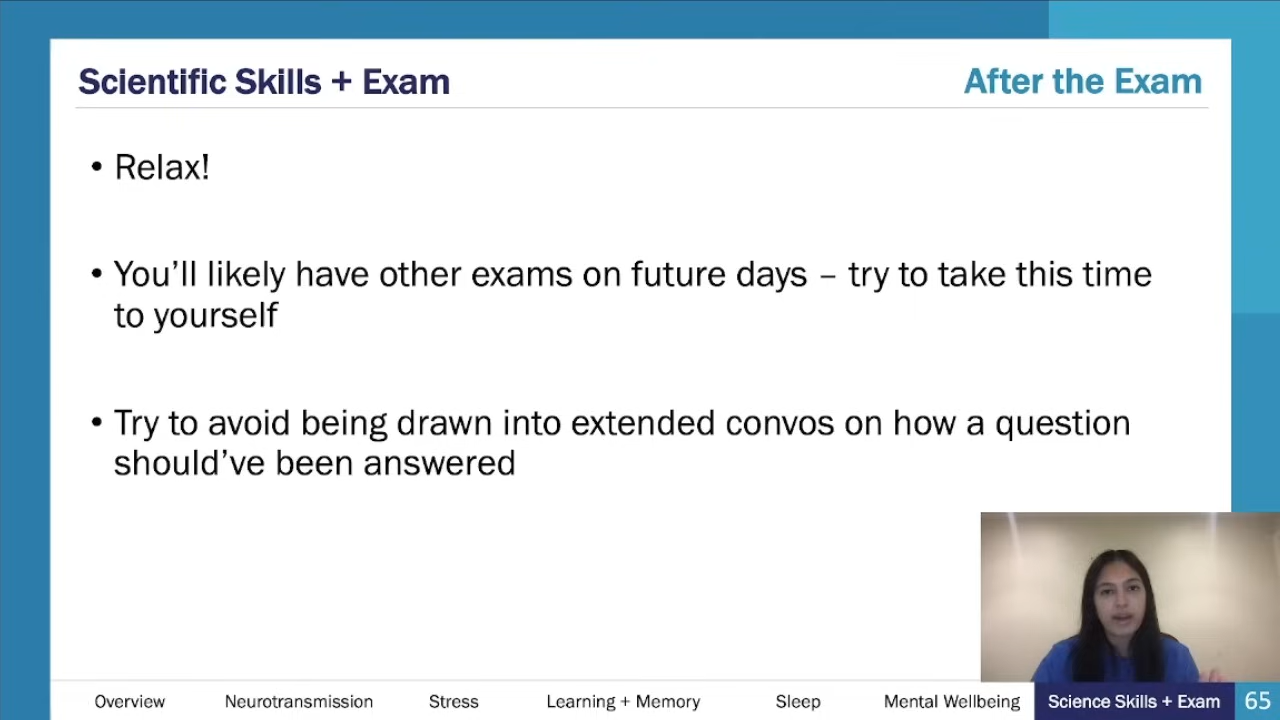 Scientific Skills + Exam
After the Exam
• Relax!
• You'll likely have other exams on future days – try to take this time
to yourself
• Try to avoid being drawn into extended convos on how a question
should've been answered
Overview
Neurotransmission
Stress
Learning + Memory
Sleep
Mental Wellbeing
Science Skills + Exam
65